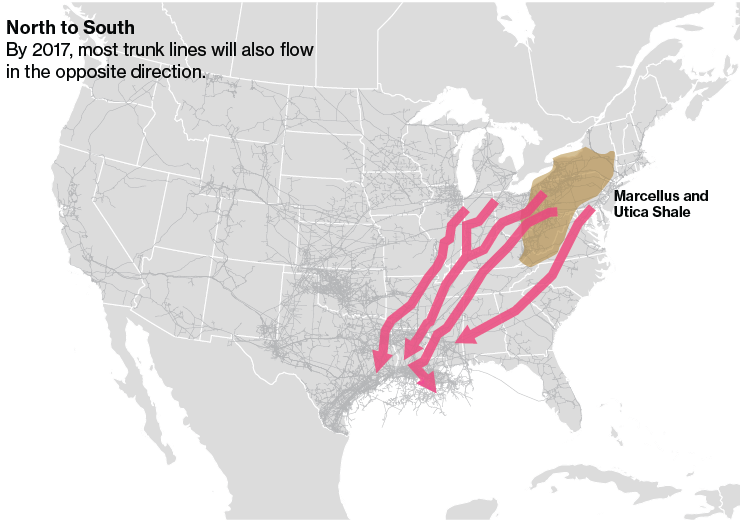 North to South
By 2017, most trunk lines will also flow
in the opposite direction.
Marcellus and
Utica Shale